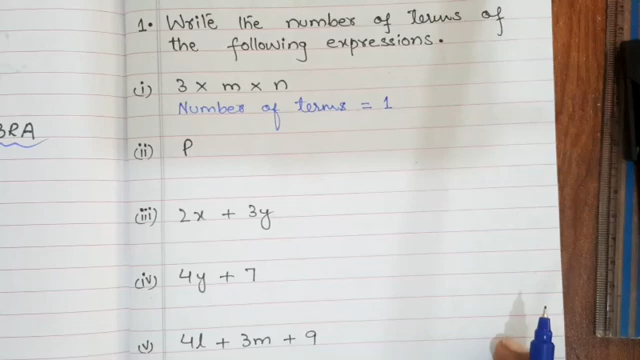 1. Write the number of terms of
the following expressions.
(i) 3 × m × n
Number of terms = 1
BRA
(ii) P
(iii) 2x + 3y
(iv) 4y + 7
(v) 4l + 3m + 9